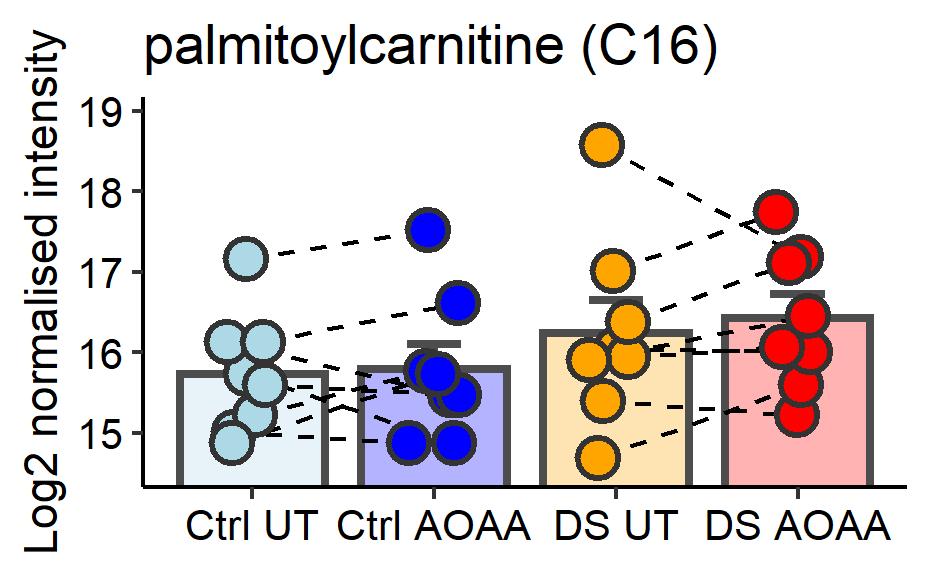 palmitoylcarnitine (C16)
Log2 normalised intensity
19
18
17
16
15
Ctrl UT
Ctrl AOAA
DS UT
DS AOAA